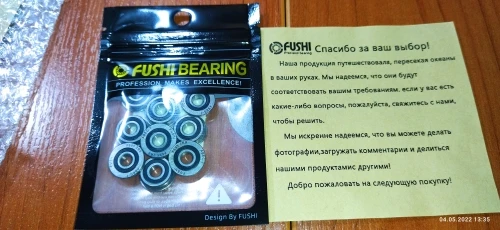 FUSHI BEARING
PROFESSION MAKES EXCELLENCE!
Design By FUSHI
FUSHI Спасибо за ваш выбор!
Наша продукция путешествовала, пересекая океаны
в ваших руках. Мы надеемся, что они будут
соответствовать вашим требованиям. если у вас есть
какие-либо вопросы, пожалуйста, свяжитесь с нами,
чтобы решить.
Мы искренне надеемся, что вы можете делать
фотографии,загружать комментарии и делиться
нашими продуктамис другими!
Добро пожаловать на следующую покупку!
04.05.2022 13:35